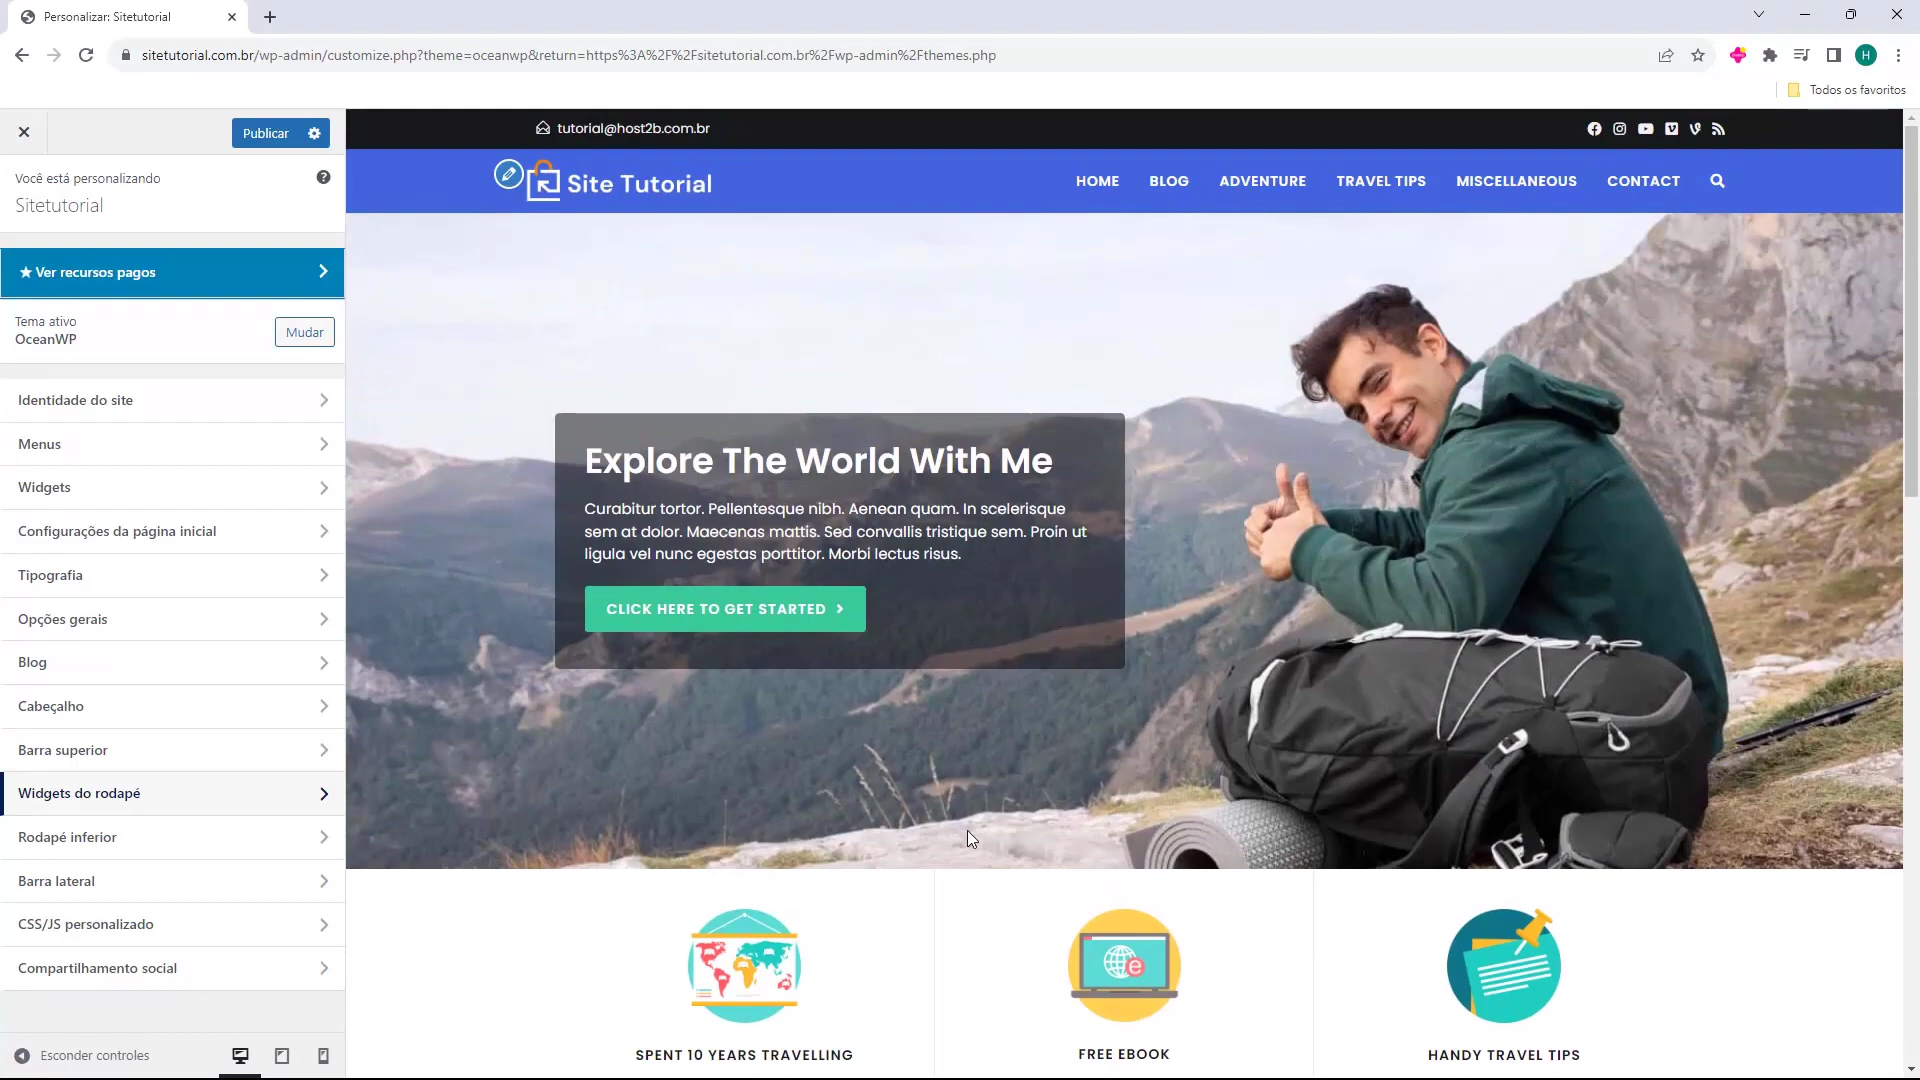 Personalizar: Sitetutorial
sitetutorial.com.br/wp-admin/customize.php?theme=oceanwp&return=https%3A%2F%2Fsitetutorial.com.br%2Fwp-admin%2Fthemes.php
H
Todos os favoritos
Publicar
Você está personalizando
Sitetutorial
Ver recursos pagos
Tema ativo
OceanWP
Mudar
Identidade do site
Menus
Widgets
Configurações da página inicial
Tipografia
Opções gerais
Blog
Cabeçalho
Barra superior
Widgets do rodapé
Rodapé inferior
Barra lateral
CSS/JS personalizado
Compartilhamento social
Esconder controles
tutorial@host2b.com.br
Site Tutorial
HOME BLOG ADVENTURE TRAVEL TIPS MISCELLANEOUS CONTACT
Explore The World With Me
Curabitur tortor. Pellentesque nibh. Aenean quam. In scelerisque
sem at dolor. Maecenas mattis. Sed convallis tristique sem. Proin ut
ligula vel nunc egestas porttitor. Morbi lectus risus.
CLICK HERE TO GET STARTED
SPENT 10 YEARS TRAVELLING
FREE EBOOK
HANDY TRAVEL TIPS